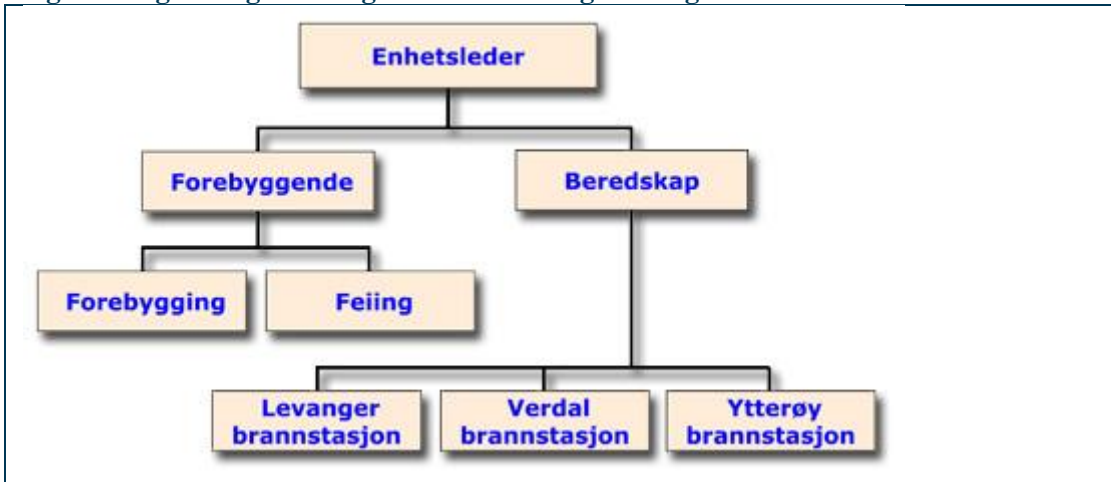 Enhetsleder
Forebyggende
Beredskap
Forebygging
Feiing
Levanger
brannstasjon
Verdal
brannstasjon
Ytterøy
brannstasjon